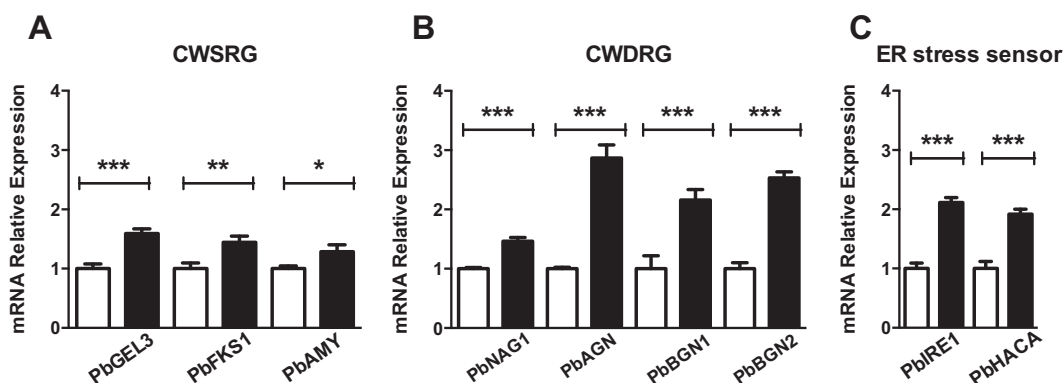 A
CWSRG
mRNA Relative Expression
4
3
2
1
0
***
**
*
PbGEL3
PbFKS1
PbAMY
B
CWDRG
mRNA Relative Expression
4
3
2
1
0
***
***
***
***
PbNAG1
PbAGN
PbBGN1
PbBGN2
C
ER stress sensor
mRNA Relative Expression
4
3
2
1
0
***
***
PbIRE1
PbHACA